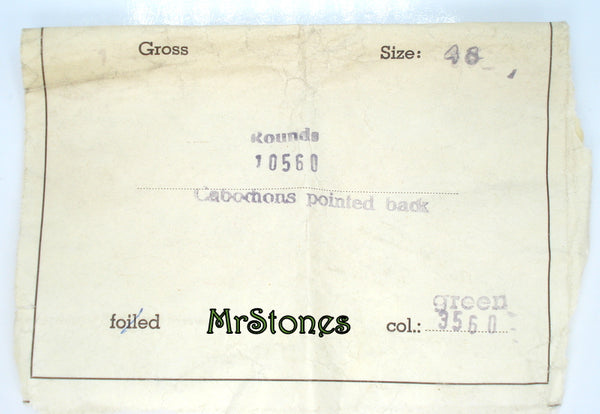 Gross Size: 48
Rounds
10560
Cabochons pointed back
green
foiled MrStones col.: 3560